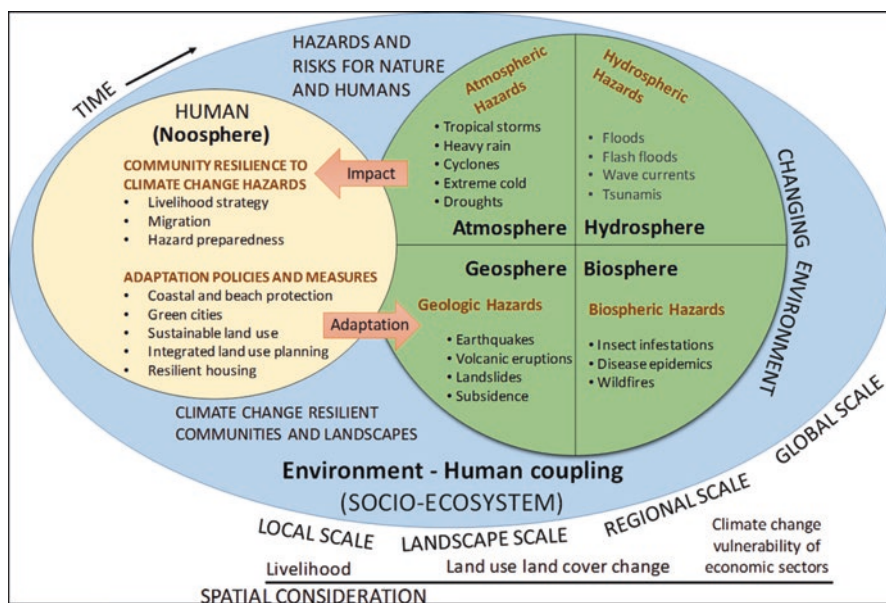 TIME
HAZARDS AND
RISKS FOR NATURE
AND HUMANS
HUMAN
(Noosphere)
COMMUNITY RESILIENCE TO
CLIMATE CHANGE HAZARDS
• Livelihood strategy
• Migration
• Hazard preparedness
ADAPTATION POLICIES AND MEASURES
• Coastal and beach protection
• Green cities
• Sustainable land use
• Integrated land use planning
• Resilient housing
Impact
Adaptation
Atmospheric
Hazards
• Tropical storms
• Heavy rain
• Cyclones
• Extreme cold
• Droughts
Atmosphere
Hydrospheric
Hazards
• Floods
• Flash floods
• Wave currents
• Tsunamis
Hydrosphere
Geosphere
Geologic Hazards
• Earthquakes
• Volcanic eruptions
• Landslides
• Subsidence
Biosphere
Biospheric Hazards
• Insect infestations
• Disease epidemics
• Wildfires
CHANGING ENVIRONMENT
CLIMATE CHANGE RESILIENT
COMMUNITIES AND LANDSCAPES
Environment - Human coupling
(SOCIO-ECOSYSTEM)
LOCAL SCALE
LANDSCAPE SCALE
REGIONAL SCALE
GLOBAL SCALE
Livelihood
Land use land cover change
Climate change
vulnerability of
economic sectors
SPATIAL CONSIDERATION